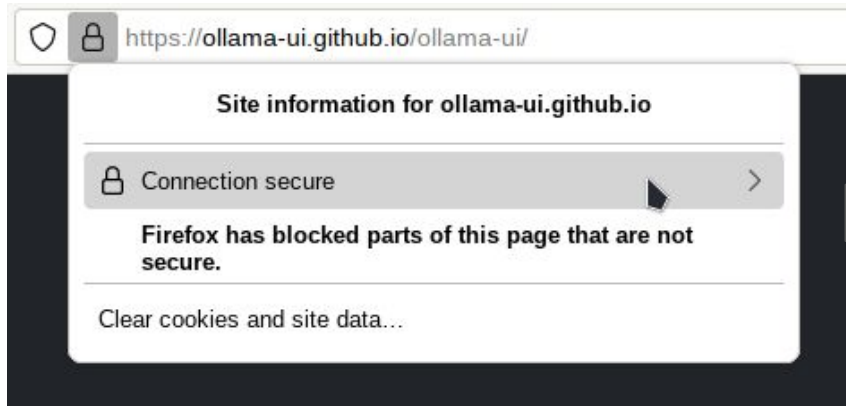 https://ollama-ui.github.io/ollama-ui/
Site information for ollama-ui.github.io
Connection secure
Firefox has blocked parts of this page that are not
secure.
Clear cookies and site data…